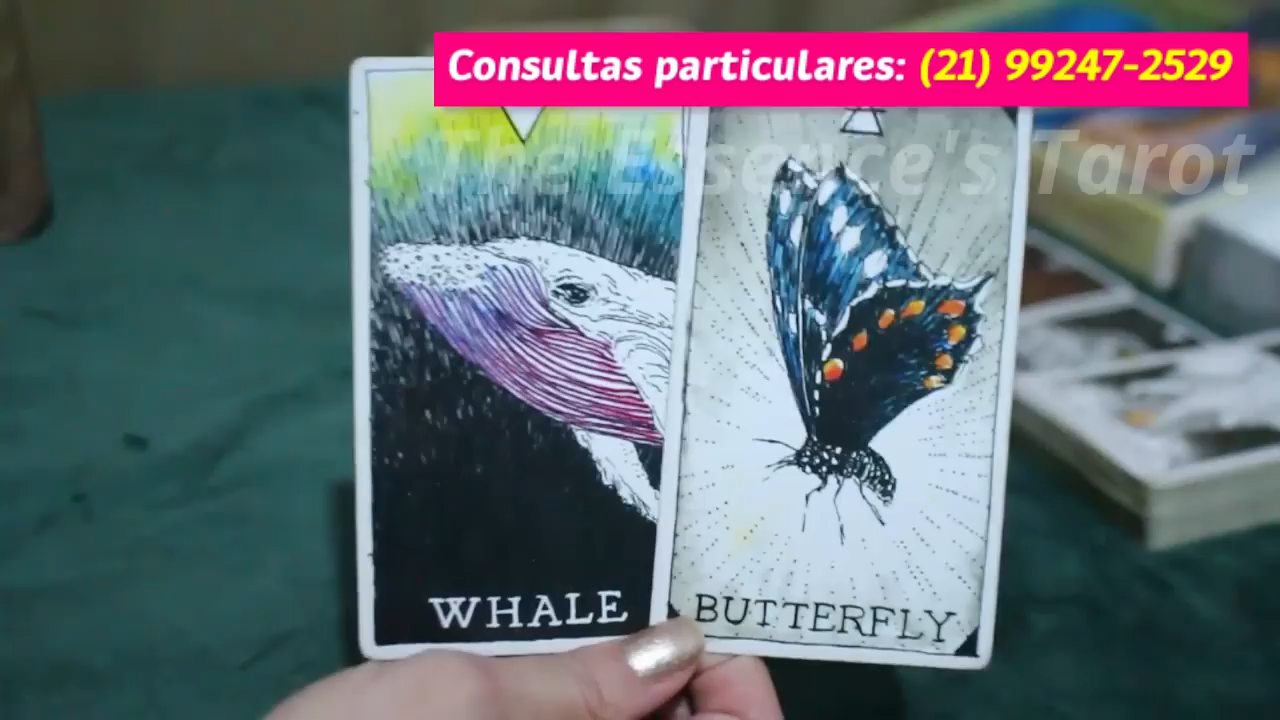 Consultas particulares: (21) 99247-2529
The Essence's Tarot
WHALE
BUTTERFLY